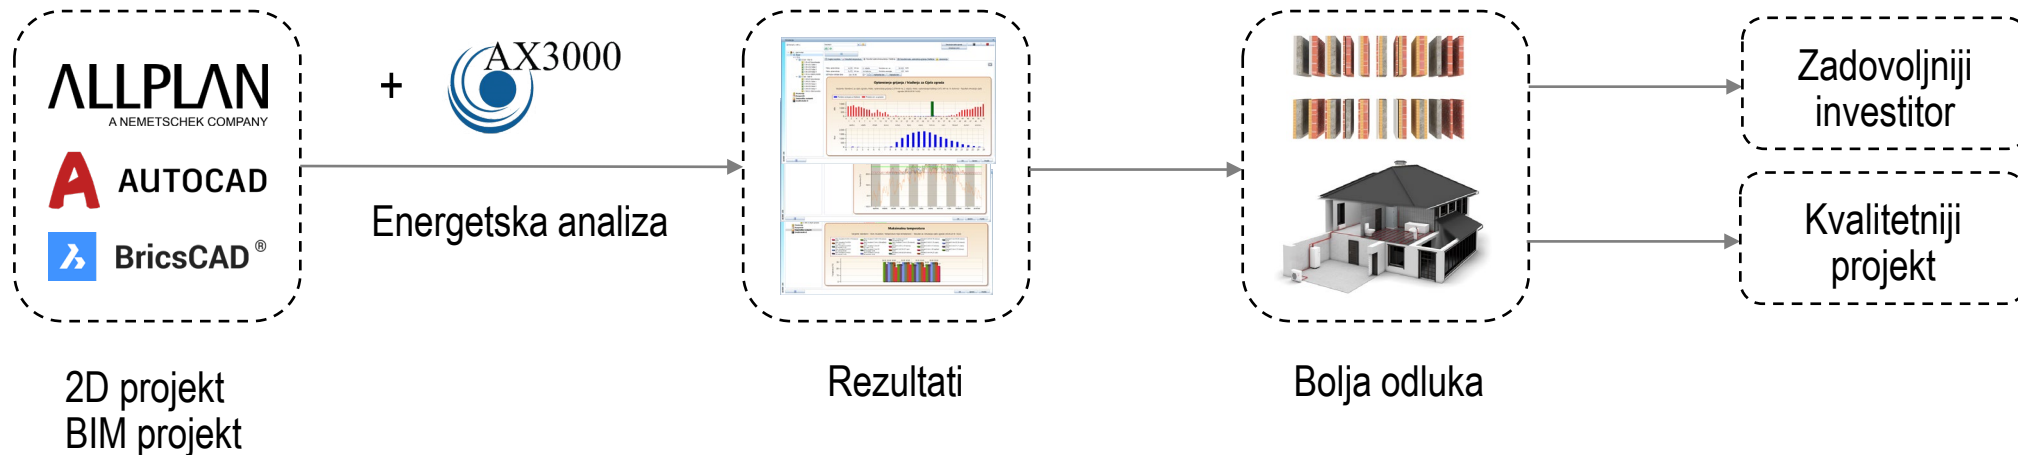 ALLPLAN
A NEMETSCHEK COMPANY
AUTOCAD
BricsCAD®
2D projekt
BIM projekt
+
AX3000
Energetska analiza
Rezultati
Bolja odluka
Zadovoljniji
investitor
Kvalitetniji
projekt